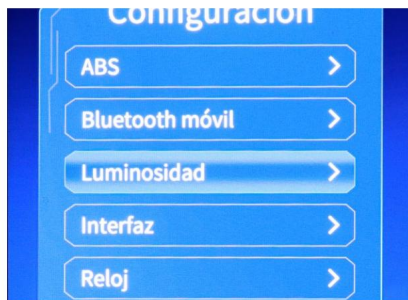 Configuración
ABS
Bluetooth móvil
Luminosidad
Interfaz
Reloj